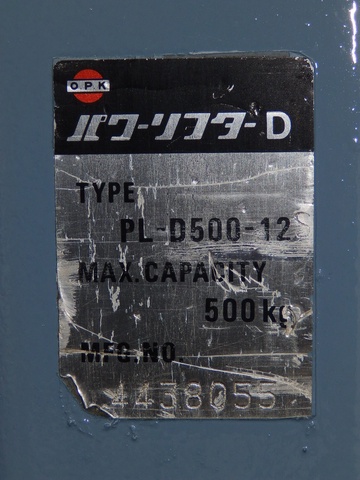 O.P.K
パワーリフターD
TYPE
PL-D500-12
MAX.CAPACITY
500kg
MFG.NO.
4438055